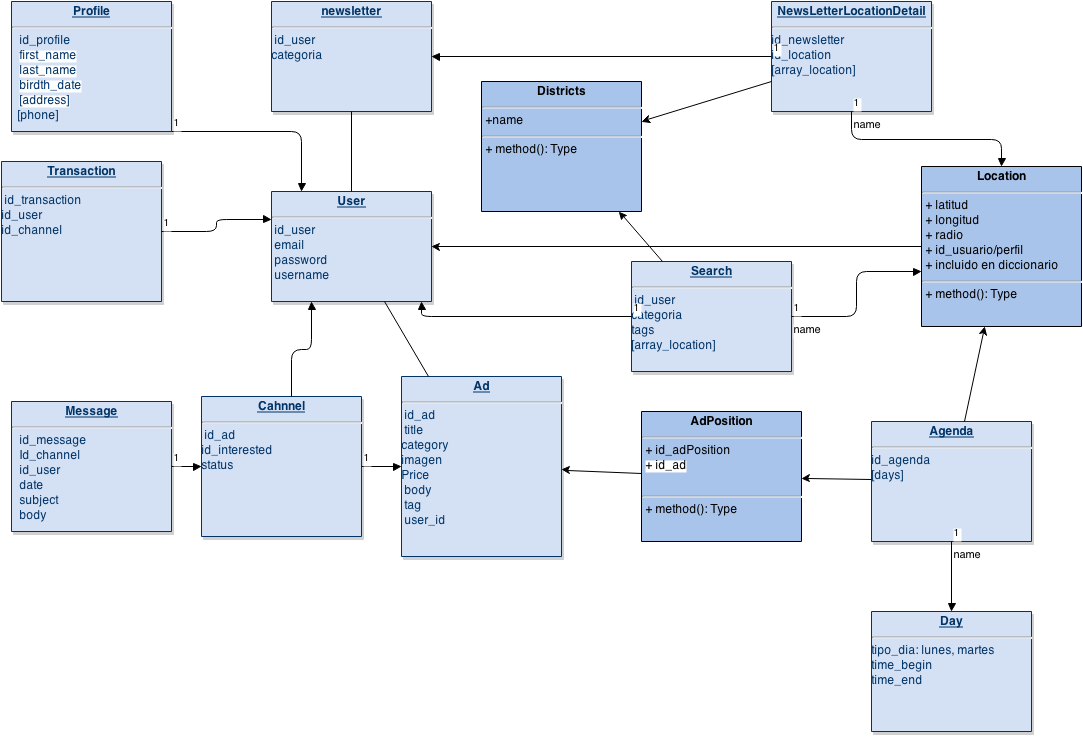 Profile
id_profile
first_name
last_name
birdth_date
[address]
[phone]
1
newsletter
id_user
categoria
NewsLetterLocationDetail
id_newsletter
id_location
[array_location]
1
1
name
Districts
+name
+ method(): Type
Transaction
id_transaction
id_user
id_channel
1
User
id_user
email
password
username
Location
+ latitud
+ longitud
+ radio
+ id_usuario/perfil
+ incluido en diccionario
+ method(): Type
Search
id_user
categoria
tags
[array_location]
1
1
name
Message
id_message
Id_channel
id_user
date
subject
body
1
Cahnnel
id_ad
id_interested
status
1
Ad
id_ad
title
category
imagen
Price
body
tag
user_id
AdPosition
+ id_adPosition
+ id_ad
+ method(): Type
Agenda
id_agenda
[days]
1
name
Day
tipo_dia: lunes, martes
time_begin
time_end